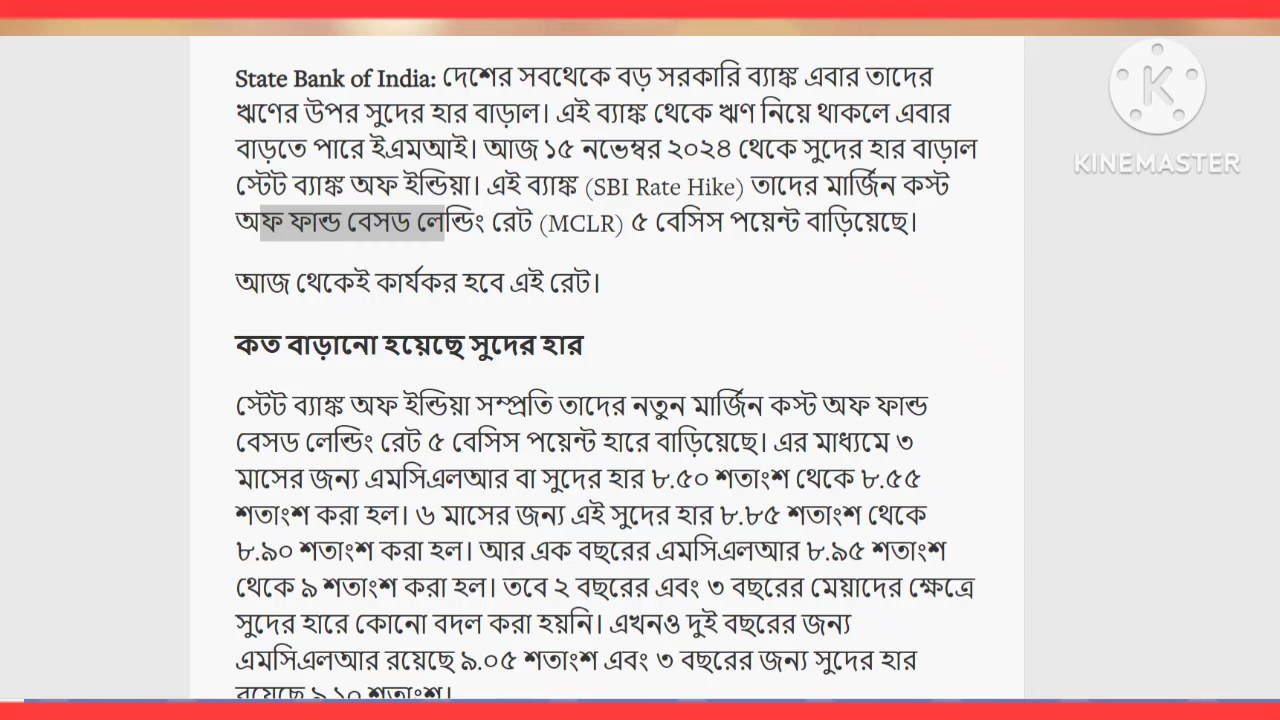 State Bank of India: দেশের সবথেকে বড় সরকারি ব্যাঙ্ক এবার তাদের
ঋণের উপর সুদের হার বাড়াল। এই ব্যাঙ্ক থেকে ঋণ নিয়ে থাকলে এবার
বাড়তে পারে ইএমআই। আজ ১৫ নভেম্বর ২০২৪ থেকে সুদের হার বাড়াল
স্টেট ব্যাঙ্ক অফ ইন্ডিয়া। এই ব্যাঙ্ক (SBI Rate Hike) তাদের মার্জিন কস্ট
অফ ফান্ড বেসড লেন্ডিং রেট (MCLR) ৫ বেসিস পয়েন্ট বাড়িয়েছে।
আজ থেকেই কার্যকর হবে এই রেট।
কত বাড়ানো হয়েছে সুদের হার
স্টেট ব্যাঙ্ক অফ ইন্ডিয়া সম্প্রতি তাদের নতুন মার্জিন কস্ট অফ ফান্ড
বেসড লেন্ডিং রেট ৫ বেসিস পয়েন্ট হারে বাড়িয়েছে। এর মাধ্যমে ৩
মাসের জন্য এমসিএলআর বা সুদের হার ৮.৫০ শতাংশ থেকে ৮.৫৫
শতাংশ করা হল। ৬ মাসের জন্য এই সুদের হার ৮.৮৫ শতাংশ থেকে
৮.৯০ শতাংশ করা হল। আর এক বছরের এমসিএলআর ৮.৯৫ শতাংশ
থেকে ৯ শতাংশ করা হল। তবে ২ বছরের এবং ৩ বছরের মেয়াদের ক্ষেত্রে
সুদের হারে কোনো বদল করা হয়নি। এখনও দুই বছরের জন্য
এমসিএলআর রয়েছে ৯.০৫ শতাংশ এবং ৩ বছরের জন্য সুদের হার
রয়েছে ৯.১০ শতাংশ।
K
KINEMASTER